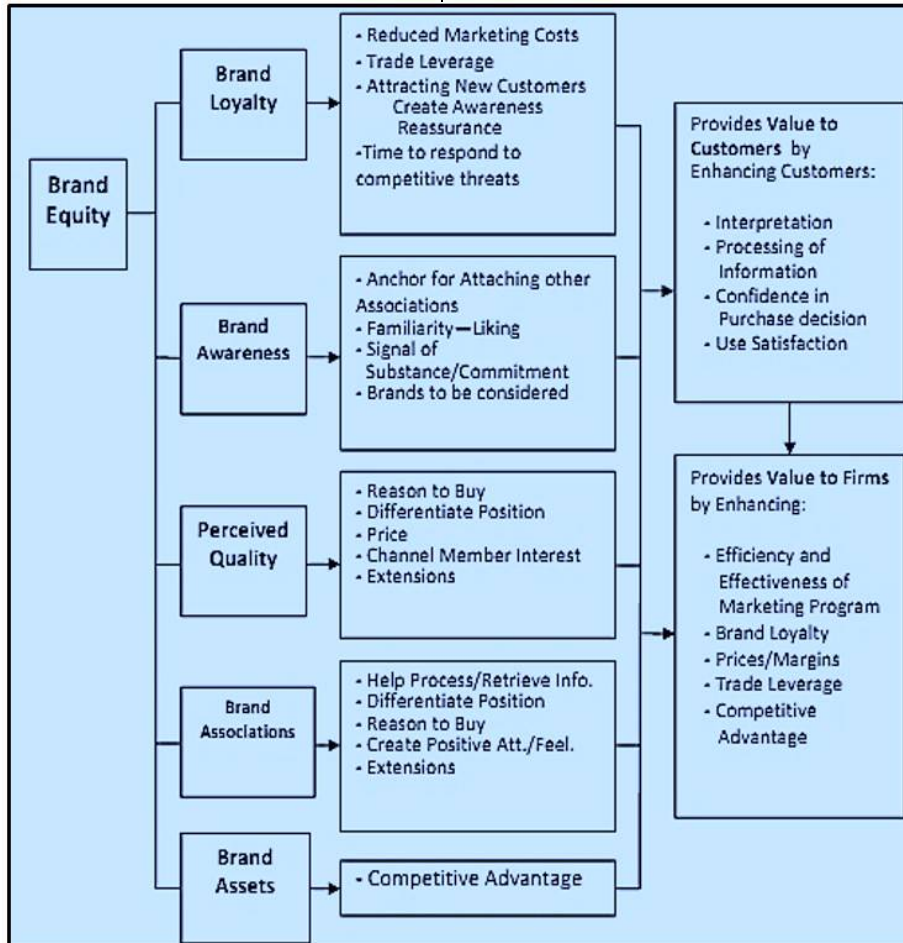 Brand
Equity
Brand
Loyalty
- Reduced Marketing Costs
- Trade Leverage
- Attracting New Customers
Create Awareness
Reassurance
-Time to respond to
competitive threats
Brand
Awareness
- Anchor for Attaching other
Associations
- Familiarity—Liking
- Signal of
Substance/Commitment
- Brands to be considered
Perceived
Quality
- Reason to Buy
- Differentiate Position
- Price
- Channel Member Interest
- Extensions
Brand
Associations
- Help Process/Retrieve Info.
- Differentiate Position
- Reason to Buy
- Create Positive Att./Feel.
- Extensions
Brand
Assets
- Competitive Advantage
Provides Value to
Customers by
Enhancing Customers:
- Interpretation
- Processing of
Information
- Confidence in
Purchase decision
- Use Satisfaction
Provides Value to Firms
by Enhancing:
- Efficiency and
Effectiveness of
Marketing Program
- Brand Loyalty
- Prices/Margins
- Trade Leverage
- Competitive
Advantage